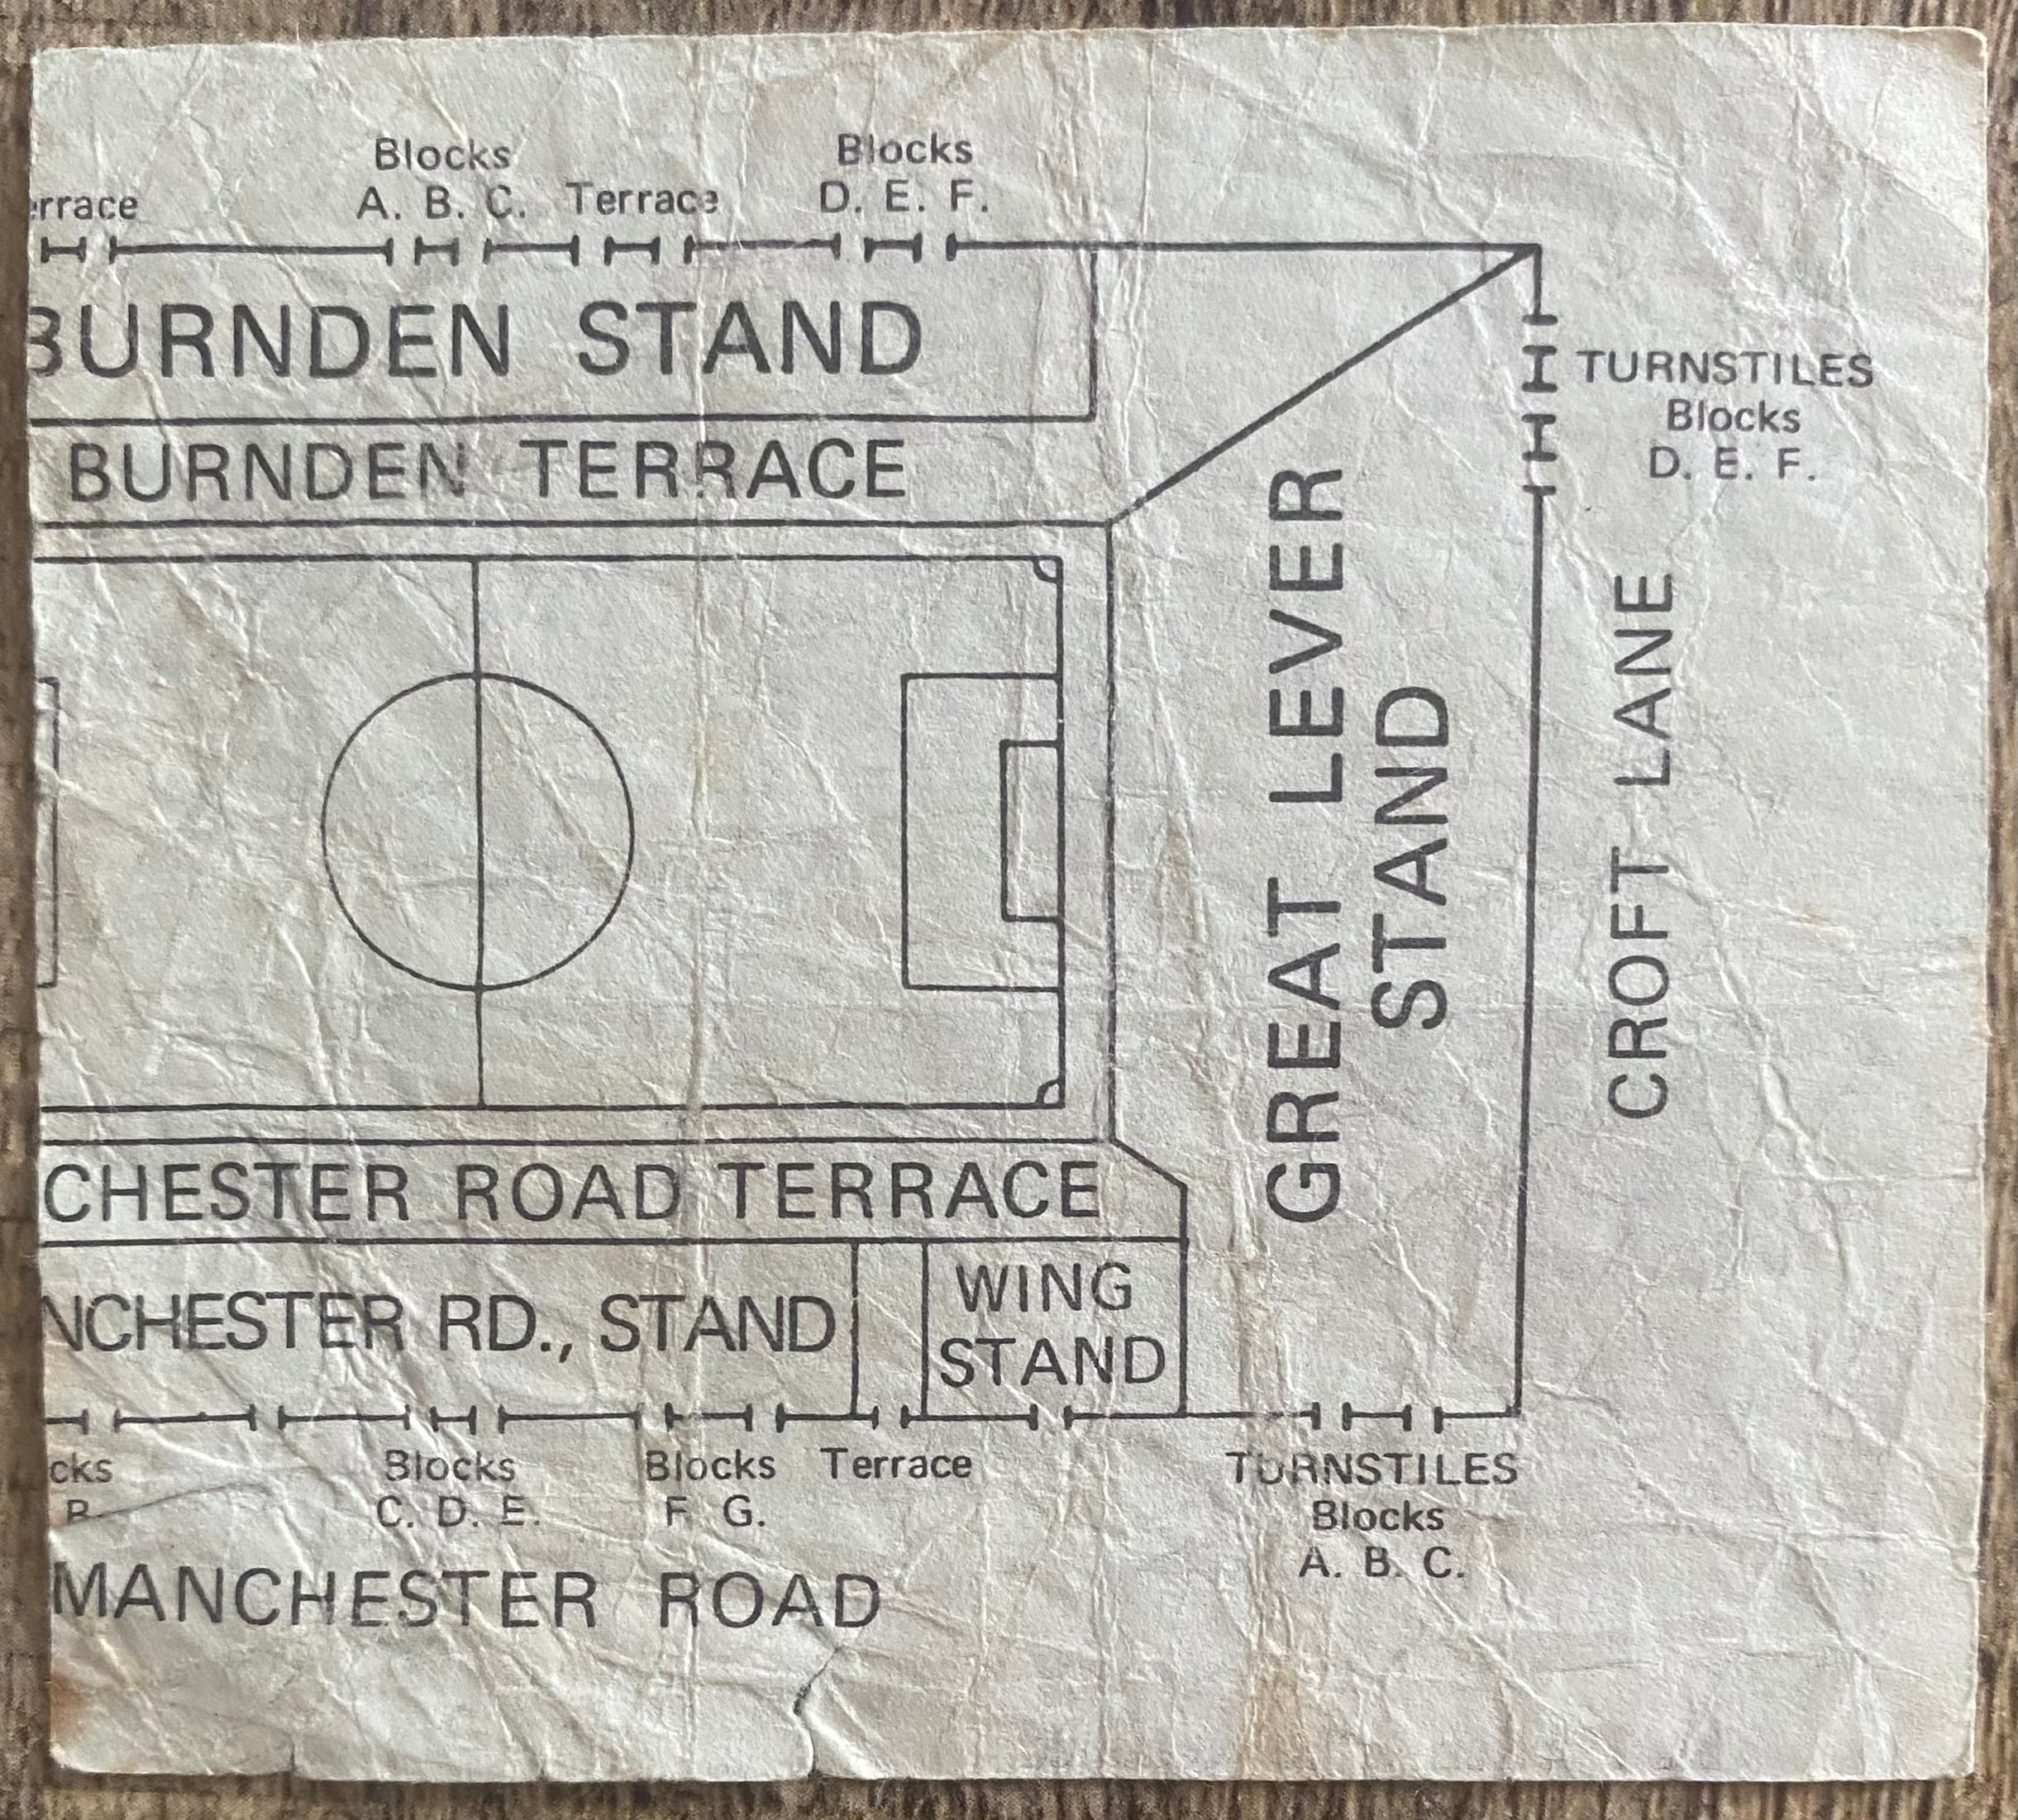 Blocks
A. B. C.
Blocks
D. E. F.
errace
Terrace
BURNDEN STAND
BURNDEN TERRACE
TURNSTILES
Blocks
D. E. F.
GREAT LEVER
STAND
CROFT LANE
CHESTER ROAD TERRACE
NCHESTER RD., STAND
WING
STAND
cks
B.
Blocks
C. D. E.
Blocks
F G.
Terrace
TURNSTILES
Blocks
A. B. C.
MANCHESTER ROAD